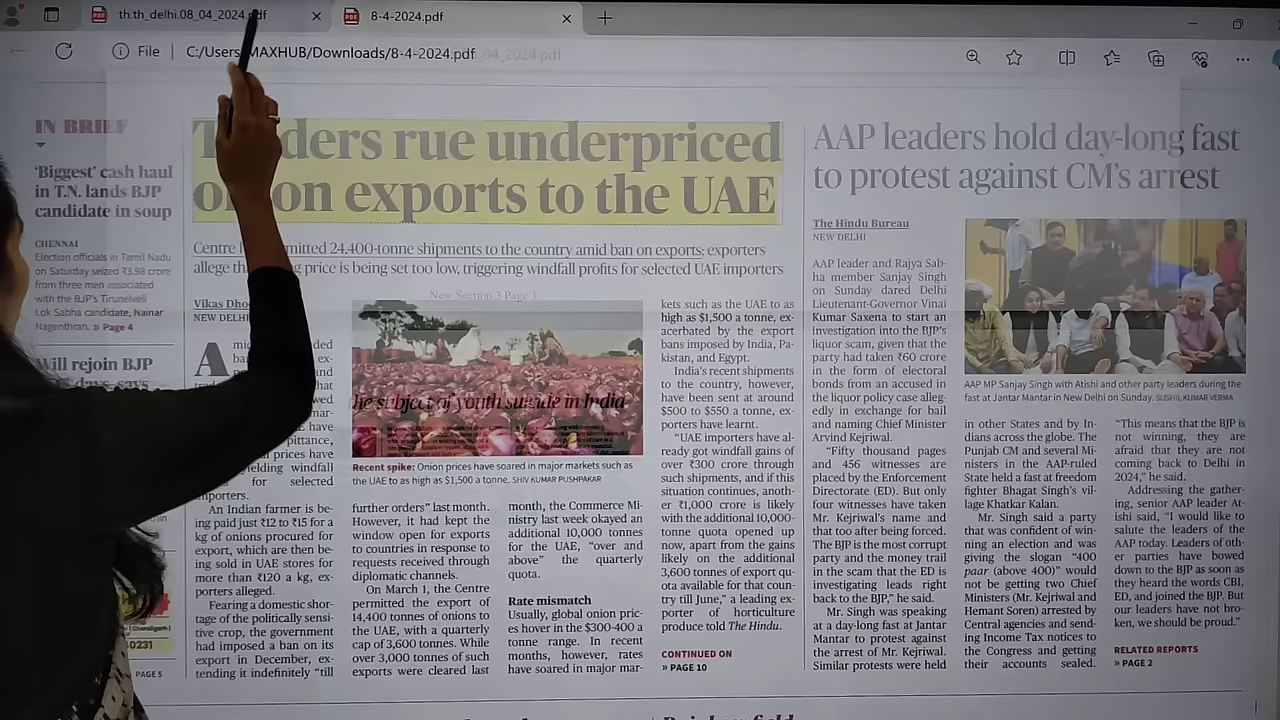 th.th_delhi.08_04_2024.pdf
8-4-2024.pdf
File
C:/Users/MAXHUB/Downloads/8-4-2024.pdf
IN BRIEF
‘Biggest’ cash haul
in T.N. lands BJP
candidate in soup
CHENNAI
Election officials in Tamil Nadu
on Saturday seized ₹3.98 crore
from three men associated
with the BJP’s Tirunelveli
Lok Sabha candidate, Nainar
Nagenthran. » Page 4
Will rejoin BJP
PAGE 5
rue underpriced
exports to the UAE
Centre 24,400-tonne shipments to the country amid ban on exports; exporters
allege price is being set too low, triggering windfall profits for selected UAE importers
New Section 3 Page 3
Vikas
NEW DELHI
have
pittance,
prices have
windfall
for selected
importers.
An Indian farmer is be-
ing paid just ₹12 to ₹15 for a
kg of onions procured for
export, which are then be-
ing sold in UAE stores for
more than ₹120 a kg, ex-
porters alleged.
Fearing a domestic shor-
tage of the politically sensi-
tive crop, the government
had imposed a ban on its
export in December, ex-
tending it indefinitely “till
the subject of youth suicide in India
Recent spike: Onion prices have soared in major markets such as
the UAE to as high as $1,500 a tonne. SHIV KUMAR PUSHPAKAR
further orders” last month.
However, it had kept the
window open for exports
to countries in response to
requests received through
diplomatic channels.
On March 1, the Centre
permitted the export of
14,400 tonnes of onions to
the UAE, with a quarterly
cap of 3,600 tonnes. While
over 3,000 tonnes of such
exports were cleared last
month, the Commerce Mi-
nistry last week okayed an
additional 10,000 tonnes
for the UAE, “over and
above” the quarterly
quota.
Rate mismatch
Usually, global onion pric-
es hover in the $300-400 a
tonne range. In recent
months, however, rates
have soared in major mar-
kets such as the UAE to as
high as $1,500 a tonne, ex-
acerbated by the export
bans imposed by India, Pa-
kistan, and Egypt.
India’s recent shipments
to the country, however,
have been sent at around
$500 to $550 a tonne, ex-
porters have learnt.
“UAE importers have al-
ready got windfall gains of
over ₹300 crore through
such shipments, and if this
situation continues, anoth-
er ₹1,000 crore is likely
with the additional 10,000-
tonne quota opened up
now, apart from the gains
likely on the additional
3,600 tonnes of export qu-
ota available for that coun-
try till June,” a leading ex-
porter of horticulture
produce told The Hindu.
CONTINUED ON
» PAGE 10
AAP leaders hold day-long fast
to protest against CM’s arrest
The Hindu Bureau
NEW DELHI
AAP leader and Rajya Sab-
ha member Sanjay Singh
on Sunday dared Delhi
Lieutenant-Governor Vinai
Kumar Saxena to start an
investigation into the BJP’s
liquor scam, given that the
party had taken ₹60 crore
in the form of electoral
bonds from an accused in
the liquor policy case alleg-
edly in exchange for bail
and naming Chief Minister
Arvind Kejriwal.
“Fifty thousand pages
and 456 witnesses are
placed by the Enforcement
Directorate (ED). But only
four witnesses have taken
Mr. Kejriwal’s name and
that too after being forced.
The BJP is the most corrupt
party and the money trail
in the scam that the ED is
investigating leads right
back to the BJP,” he said.
Mr. Singh was speaking
at a day-long fast at Jantar
Mantar to protest against
the arrest of Mr. Kejriwal.
Similar protests were held
AAP MP Sanjay Singh with Atishi and other party leaders during the
fast at Jantar Mantar in New Delhi on Sunday. SUSHIL KUMAR VERMA
in other States and by In-
dians across the globe. The
Punjab CM and several Mi-
nisters in the AAP-ruled
State held a fast at freedom
fighter Bhagat Singh’s vil-
lage Khatkar Kalan.
Mr. Singh said a party
that was confident of win-
ning an election and was
giving the slogan “400
paar (above 400)” would
not be getting two Chief
Ministers (Mr. Kejriwal and
Hemant Soren) arrested by
Central agencies and send-
ing Income Tax notices to
the Congress and getting
their accounts sealed.
“This means that the BJP is
not winning, they are
afraid that they are not
coming back to Delhi in
2024,” he said.
Addressing the gather-
ing, senior AAP leader At-
ishi said, “I would like to
salute the leaders of the
AAP today. Leaders of oth-
er parties have bowed
down to the BJP as soon as
they heard the words CBI,
ED, and joined the BJP. But
our leaders have not bro-
ken, we should be proud.”
RELATED REPORTS
» PAGE 2